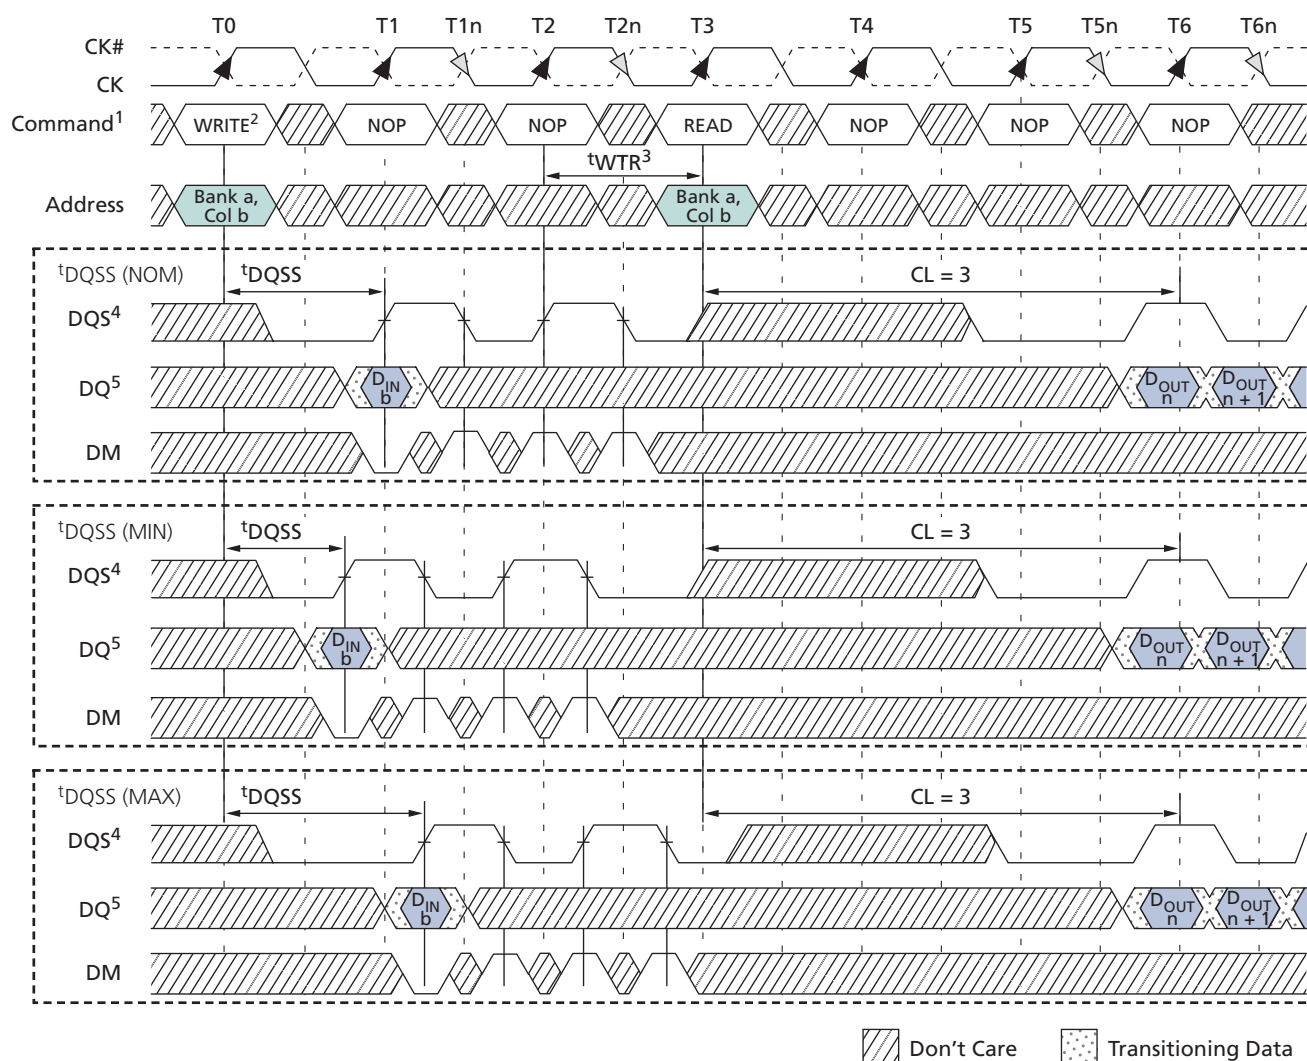 T0 T1 T1n T2 T2n T3 T4 T5 T5n T6 T6n
CK#
CK
Command1 WRITE2 NOP NOP READ NOP NOP NOP
tWTR3
Address Bank a, Col b Bank a, Col b
tDQSS (NOM) tDQSS CL = 3
DQS4
DQ5 DIN b DOUT n DOUT n + 1
DM
tDQSS (MIN) tDQSS CL = 3
DQS4
DQ5 DIN b DOUT n DOUT n + 1
DM
tDQSS (MAX) tDQSS CL = 3
DQS4
DQ5 DIN b DOUT n DOUT n + 1
DM
Don't Care Transitioning Data